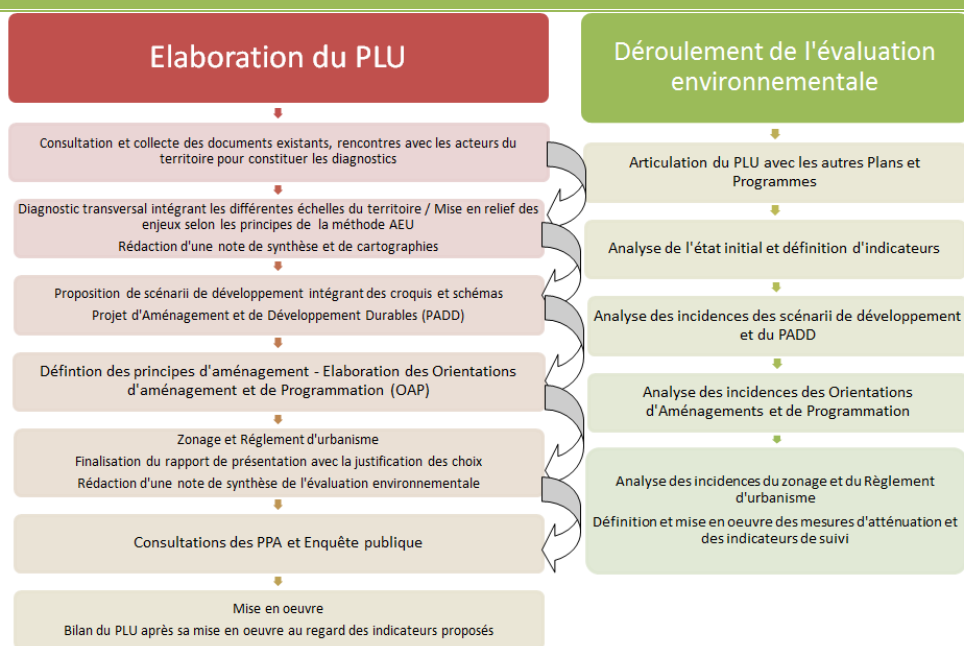 Elaboration du PLU
Consultation et collecte des documents existants, rencontres avec les acteurs du
territoire pour constituer les diagnostics
Diagnostic transversal intégrant les différentes échelles du territoire / Mise en relief des
enjeux selon les principes de la méthode AEU
Rédaction d'une note de synthèse et de cartographies
Proposition de scénarii de développement intégrant des croquis et schémas
Projet d'Aménagement et de Développement Durables (PADD)
Défintion des principes d'aménagement - Elaboration des Orientations
d'aménagement et de Programmation (OAP)
Zonage et Réglement d'urbanisme
Finalisation du rapport de présentation avec la justification des choix
Rédaction d'une note de synthèse de l'évaluation environnementale
Consultations des PPA et Enquête publique
Mise en oeuvre
Bilan du PLU après sa mise en oeuvre au regard des indicateurs proposés
Déroulement de l'évaluation
environnementale
Articulation du PLU avec les autres Plans et
Programmes
Analyse de l'état initial et définition d'indicateurs
Analyse des incidences des scénarii de développement
et du PADD
Analyse des incidences des Orientations
d'Aménagements et de Programmation
Analyse des incidences du zonage et du Règlement
d'urbanisme
Définition et mise en oeuvre des mesures d'atténuation et
des indicateurs de suivi